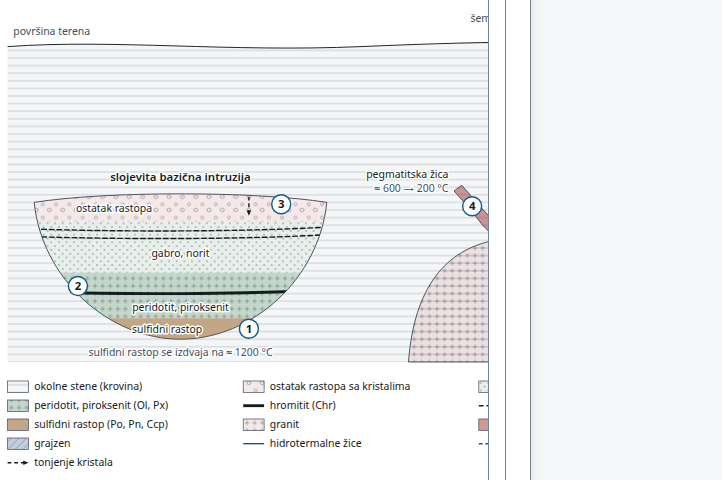 šem
površina terena
slojevita bazična intruzija
pegmatitska žica
≈ 600 → 200 °C
ostatak rastopa
3
4
gabro, norit
2
peridotit, piroksenit
sulfidni rastop
1
sulfidni rastop se izdvaja na ≈ 1200 °C
okolne stene (krovina)
ostatak rastopa sa kristalima
peridotit, piroksenit (Ol, Px)
hromitit (Chr)
sulfidni rastop (Po, Pn, Ccp)
granit
grajzen
hidrotermalne žice
tonjenje kristala